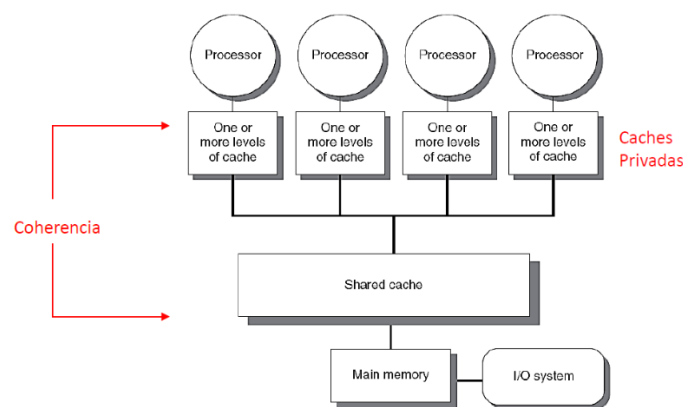 Processor
Processor
Processor
Processor
One or
more levels
of cache
One or
more levels
of cache
One or
more levels
of cache
One or
more levels
of cache
Caches
Privadas
Coherencia
Shared cache
Main memory
I/O system